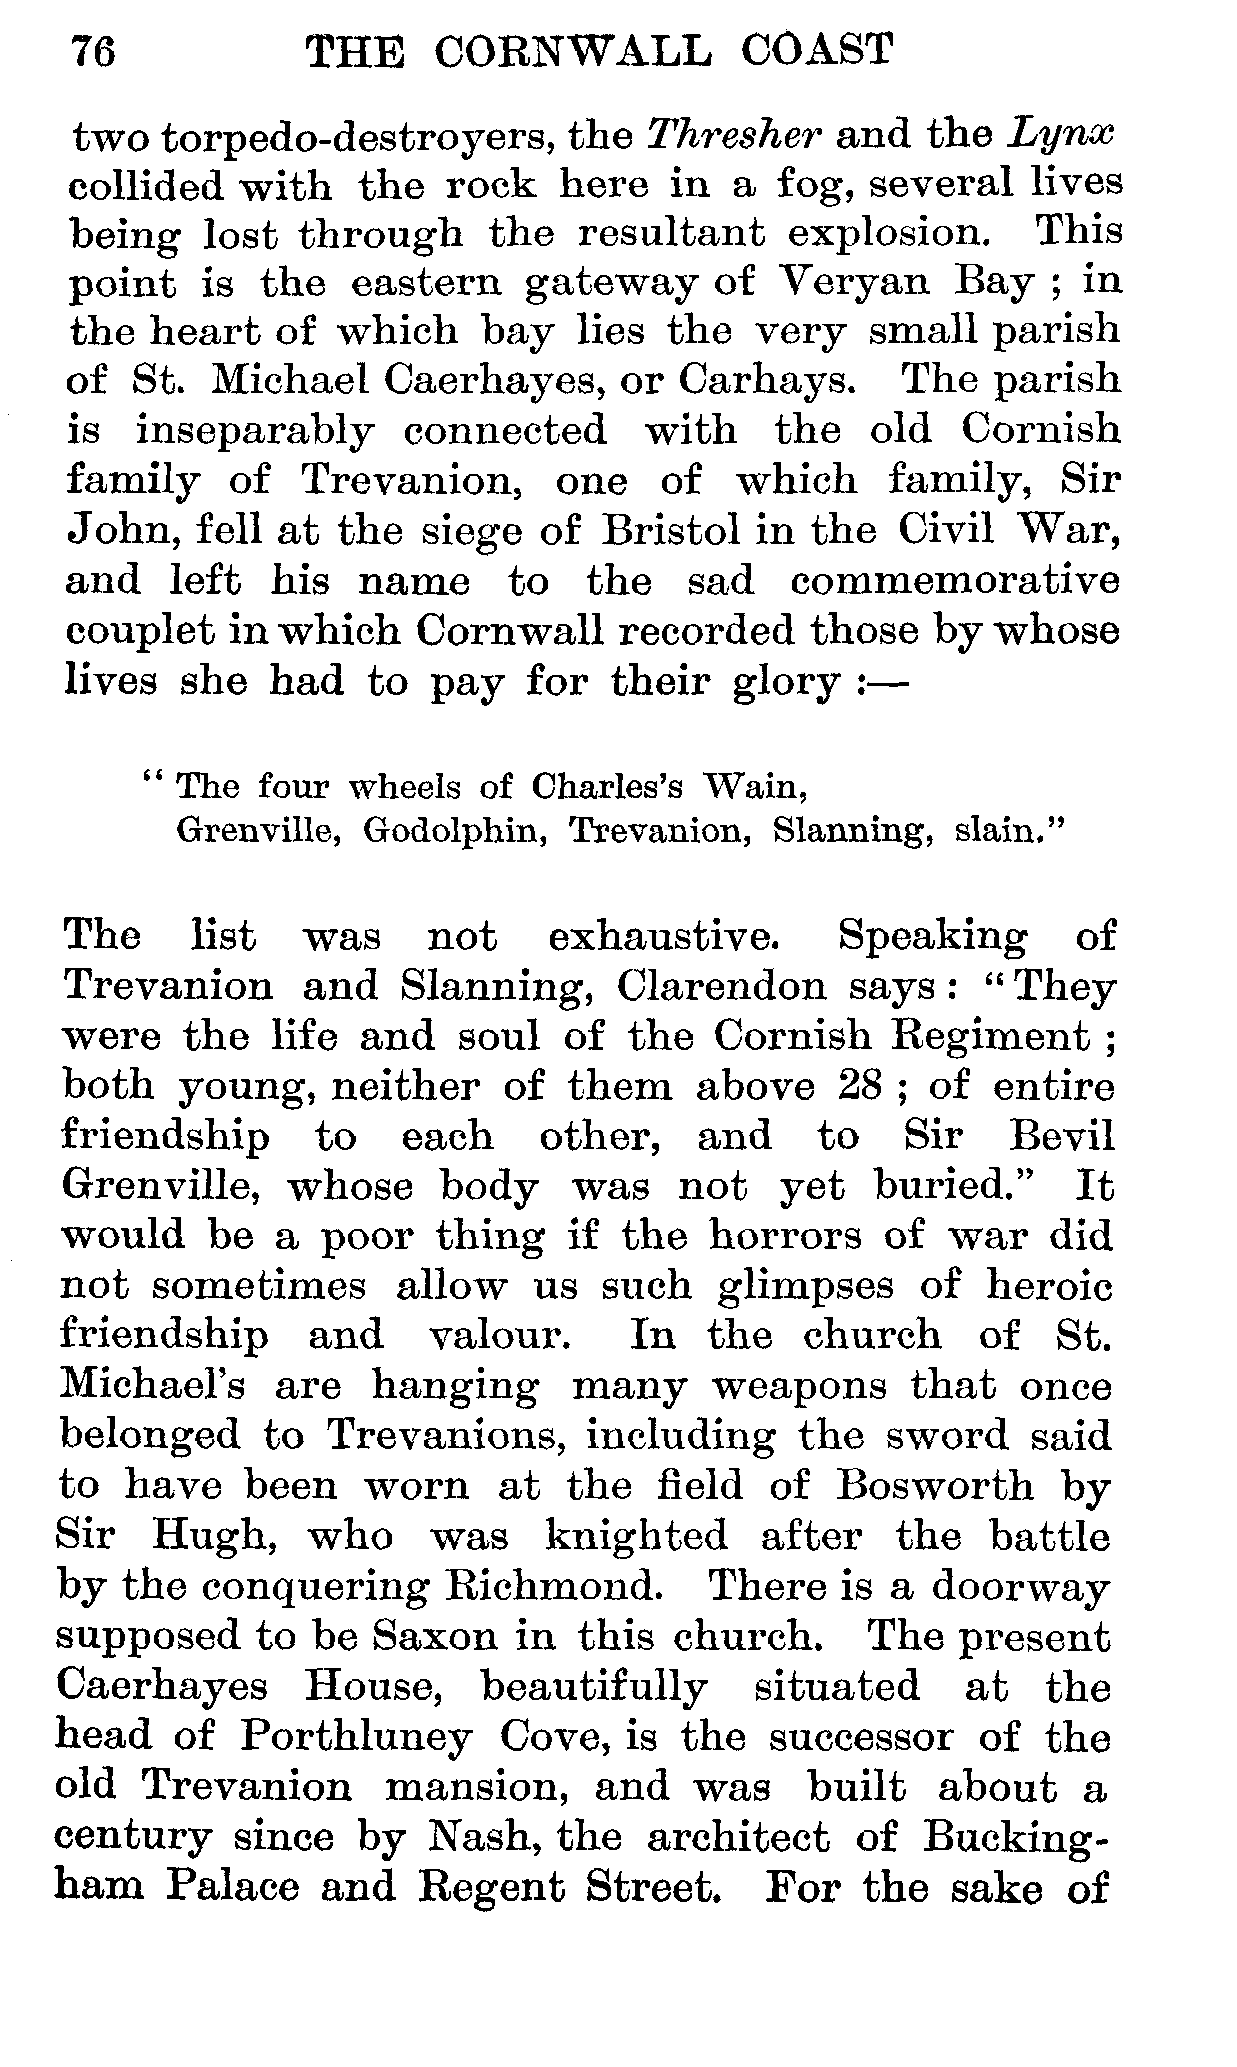 76 THE CORNWALL COAST
two torpedo-destroyers, the Thresher and the Lynx
collided with the rock here in a fog, several lives
being lost through the resultant explosion. This
point is the eastern gateway of Veryan Bay ; in
the heart of which bay lies the very small parish
of St. Michael Caerhayes, or Carhays. The parish
is inseparably connected with the old Cornish
family of Trevanion, one of which family, Sir
John, fell at the siege of Bristol in the Civil War,
and left his name to the sad commemorative
couplet in which Cornwall recorded those by whose
lives she had to pay for their glory :—
“ The four wheels of Charles’s Wain,
Grenville, Godolphin, Trevanion, Slanning, slain.”
The list was not exhaustive. Speaking of
Trevanion and Slanning, Clarendon says : “ They
were the life and soul of the Cornish Regiment ;
both young, neither of them above 28 ; of entire
friendship to each other, and to Sir Bevil
Grenville, whose body was not yet buried.” It
would be a poor thing if the horrors of war did
not sometimes allow us such glimpses of heroic
friendship and valour. In the church of St.
Michael’s are hanging many weapons that once
belonged to Trevanions, including the sword said
to have been worn at the field of Bosworth by
Sir Hugh, who was knighted after the battle
by the conquering Richmond. There is a doorway
supposed to be Saxon in this church. The present
Caerhayes House, beautifully situated at the
head of Porthluney Cove, is the successor of the
old Trevanion mansion, and was built about a
century since by Nash, the architect of Bucking-
ham Palace and Regent Street. For the sake of